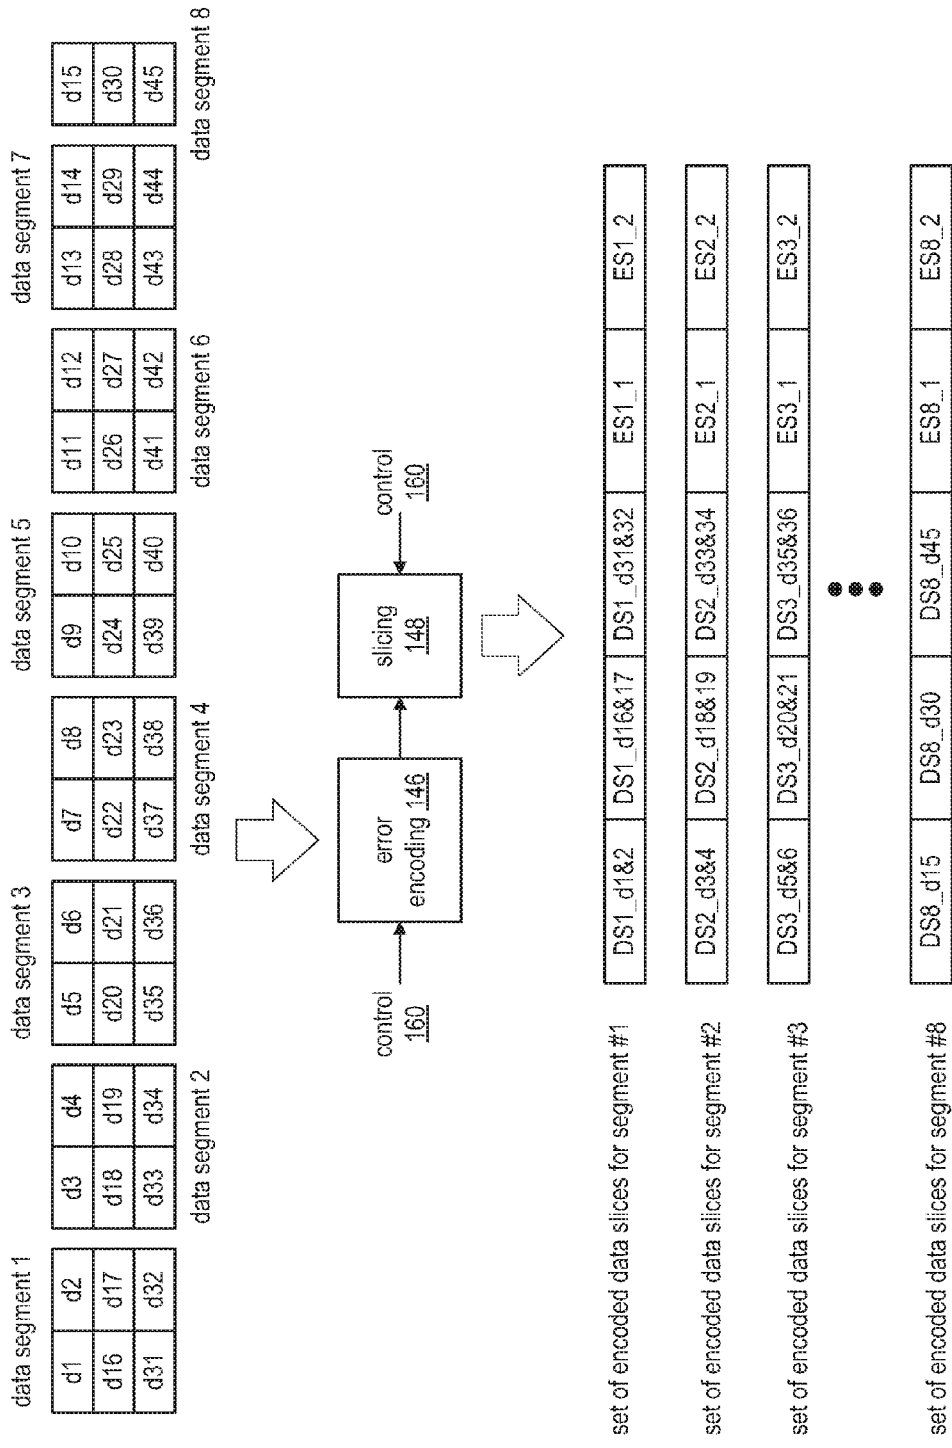 data segment 1
data segment 3
data segment 5
data segment 7
d1 d2 d3 d4 d5 d6 d7 d8 d9 d10 d11 d12 d13 d14 d15
d16 d17 d18 d19 d20 d21 d22 d23 d24 d25 d26 d27 d28 d29 d30
d31 d32 d33 d34 d35 d36 d37 d38 d39 d40 d41 d42 d43 d44 d45
data segment 2
data segment 4
data segment 6
data segment 8
control
160
error
encoding 146
slicing
148
control
160
set of encoded data slices for segment #1 DS1_d1&2 DS1_d16&17 DS1_d31&32 ES1_1 ES1_2
set of encoded data slices for segment #2 DS2_d3&4 DS2_d18&19 DS2_d33&34 ES2_1 ES2_2
set of encoded data slices for segment #3 DS3_d5&6 DS3_d20&21 DS3_d35&36 ES3_1 ES3_2
set of encoded data slices for segment #8 DS8_d15 DS8_d30 DS8_d45 ES8_1 ES8_2